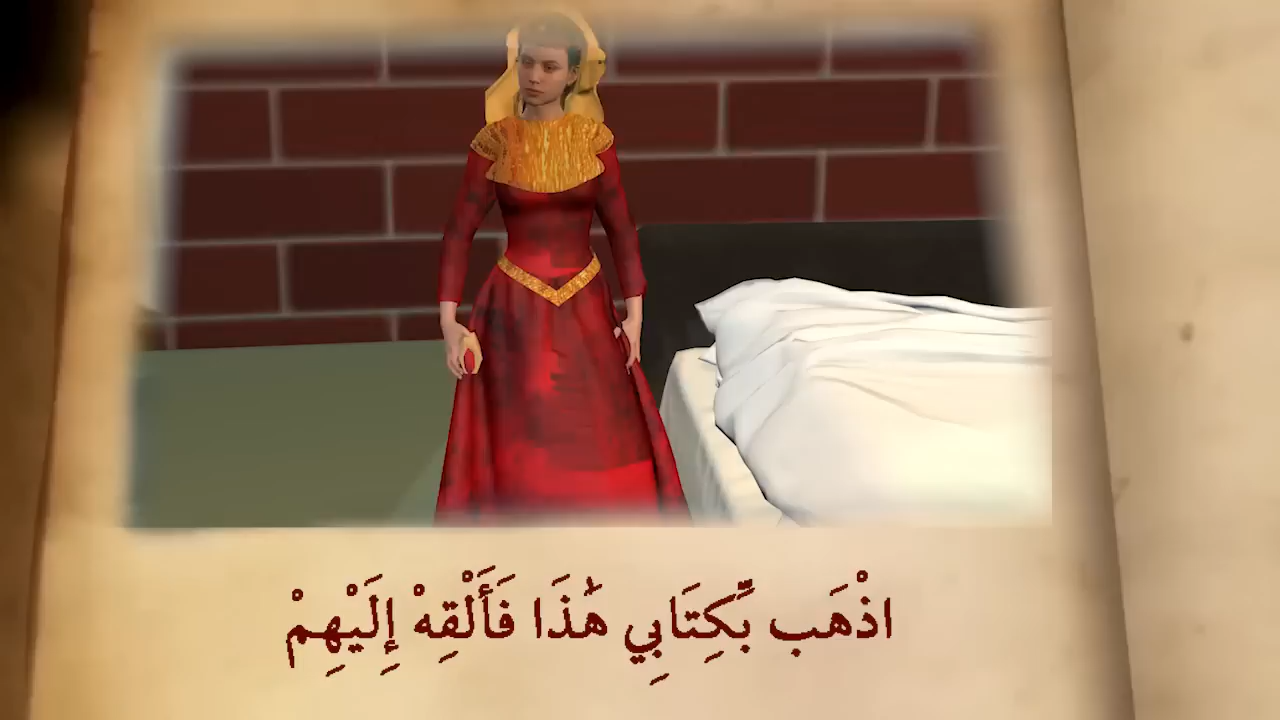 اذْهَب بِّكِتَابِي هَٰذَا فَأَلْقِهْ إِلَيْهِمْ